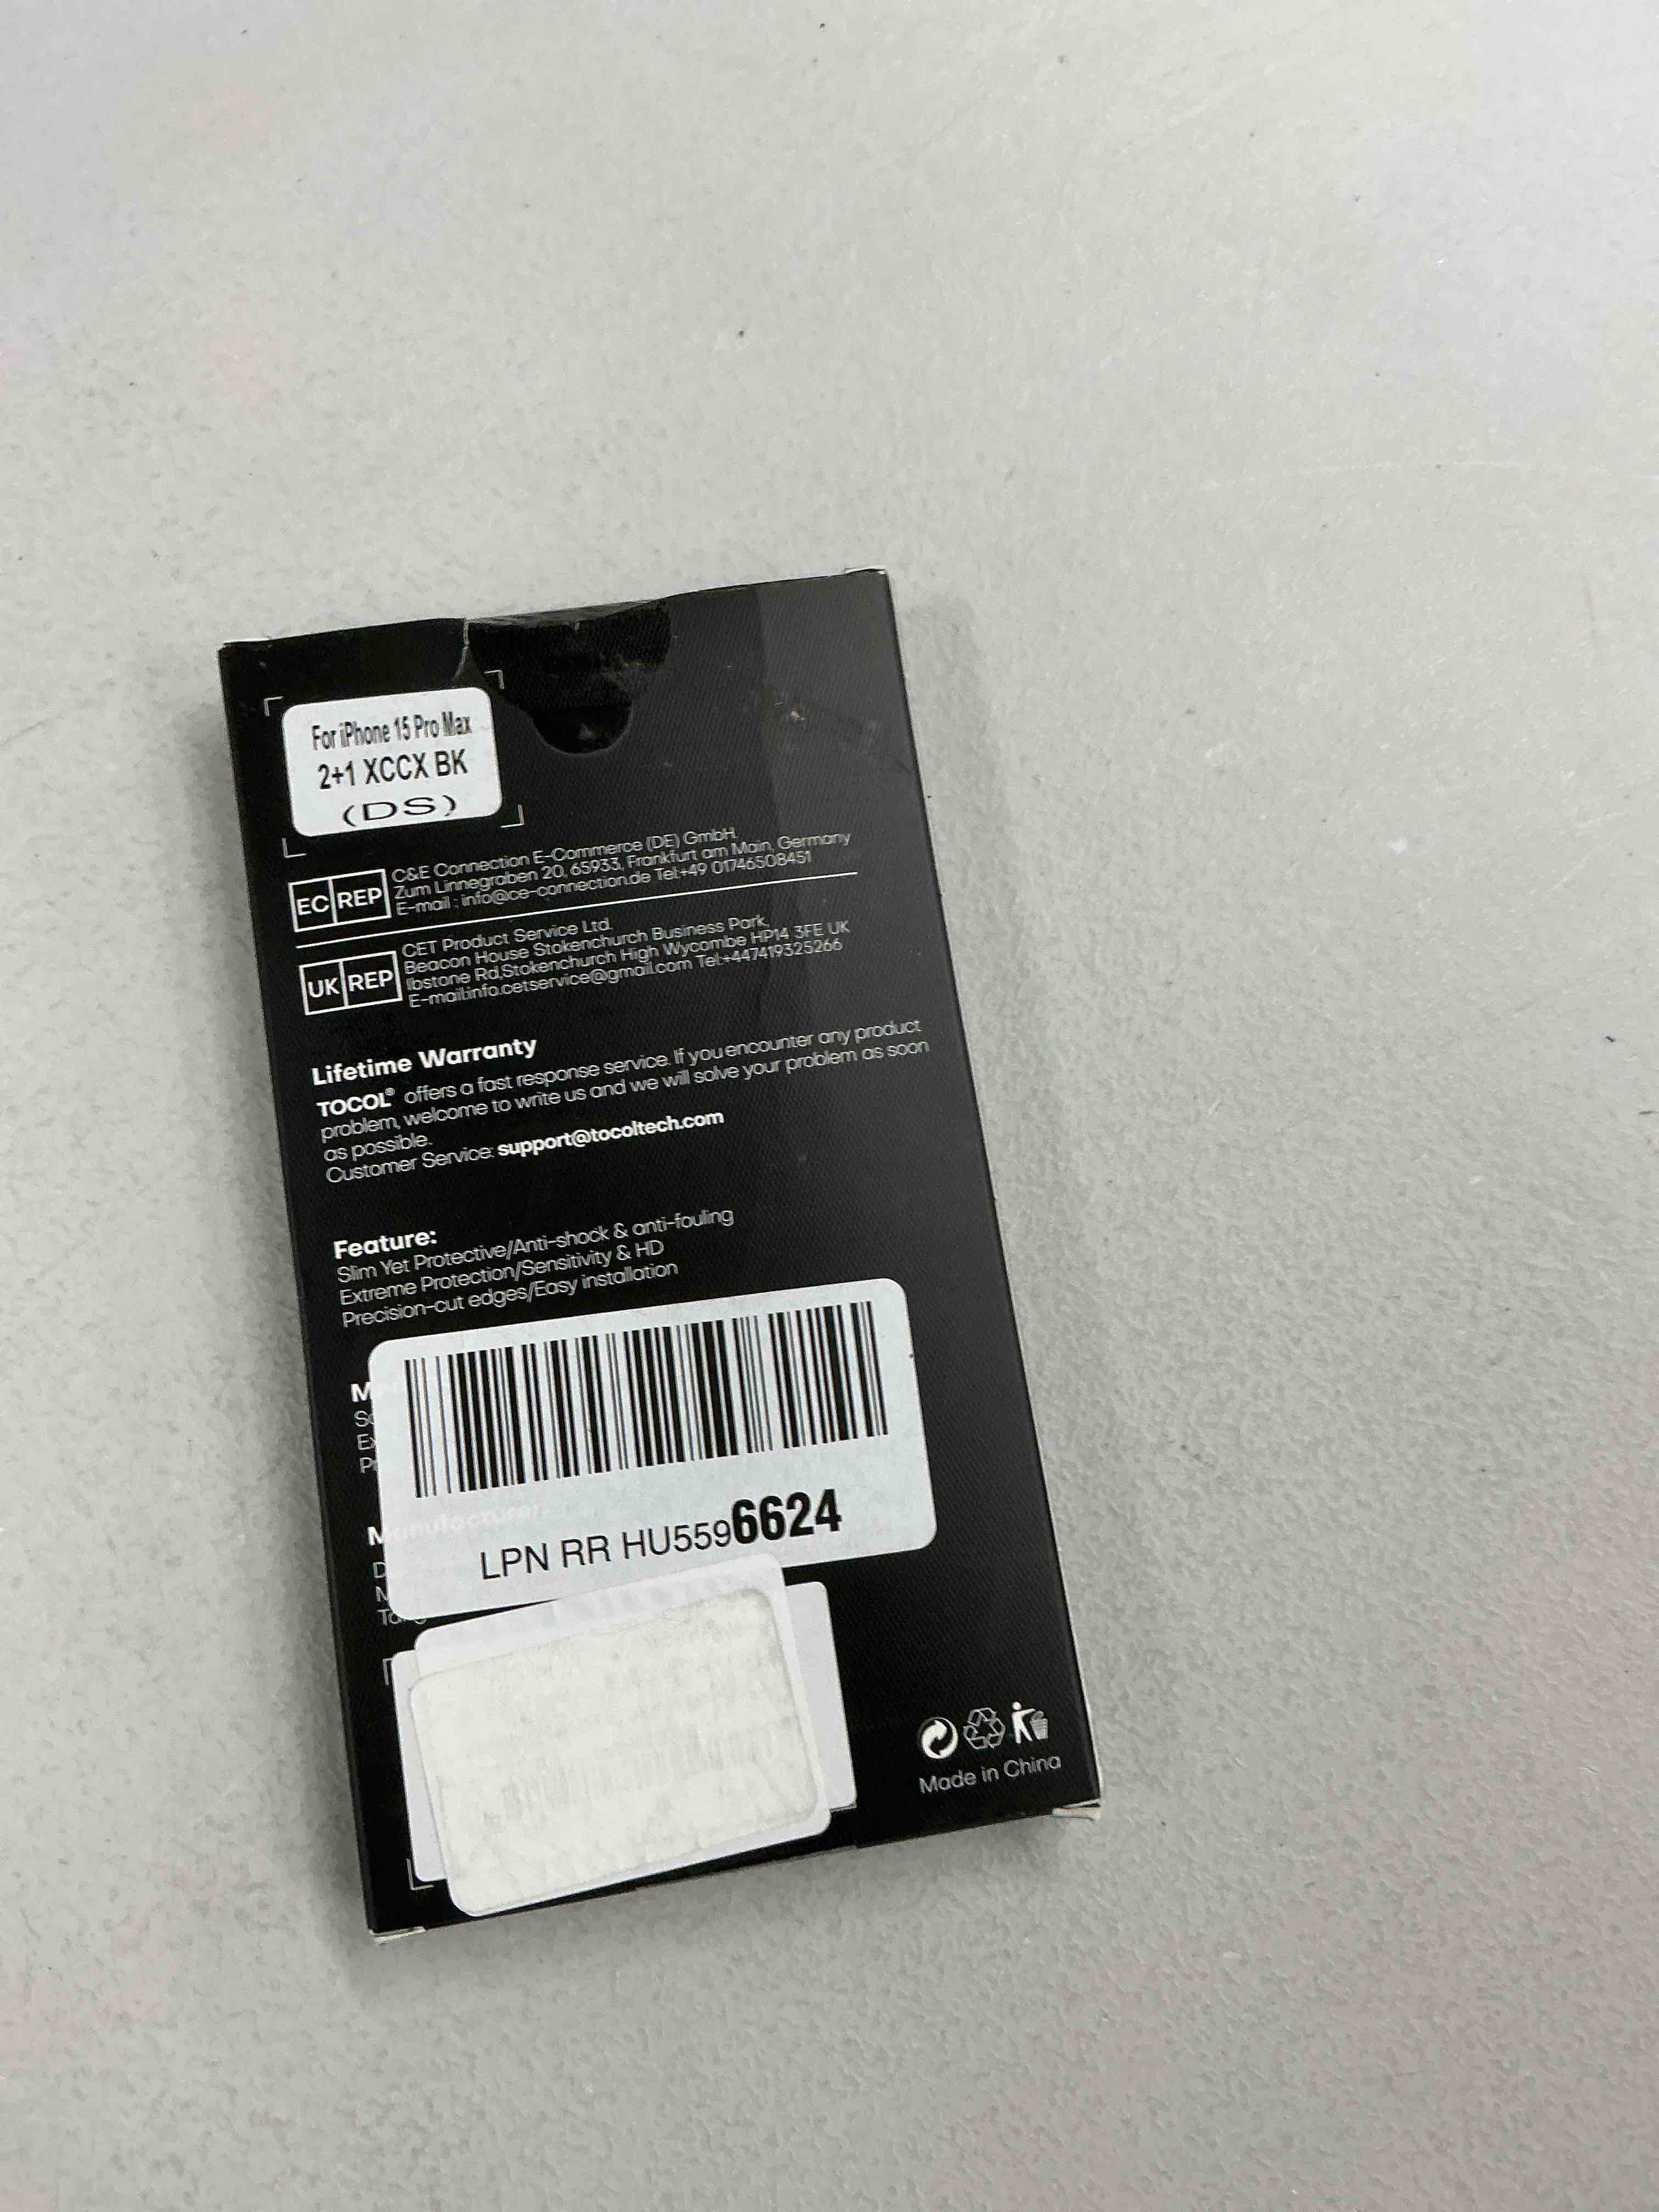 For iPhone 15 Pro Max
2+1 XCCX BK
(DS)
EC REP
C&E Connection E-Commerce (DE) GmbH.
Zum Linnegraben 20, 65933, Frankfurt am Main, Germany
E-mail : info@ce-connection.de Tel:+49 01746508451
UK REP
CET Product Service Ltd.
Beacon House Stokenchurch Business Park,
Ibstone Rd,Stokenchurch High Wycombe HP14 3FE UK
E-mail:info.cetservice@gmail.com Tel:+447419325266
Lifetime Warranty
TOCOL® offers a fast response service. If you encounter any product
problem, welcome to write us and we will solve your problem as soon
as possible.
Customer Service: support@tocoltech.com
Feature:
Slim Yet Protective/Anti-shock & anti-fouling
Extreme Protection/Sensitivity & HD
Precision-cut edges/Easy installation
Manufacturer:
LPN RR HU5596624
Made in China